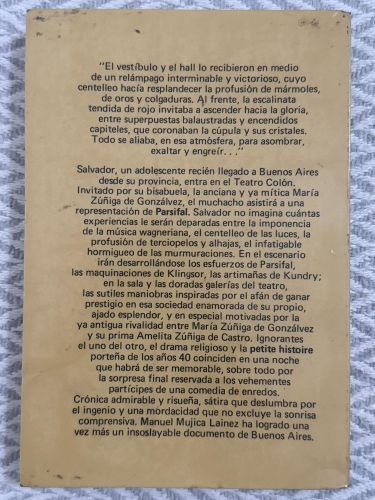 "El vestíbulo y el hall lo recibieron en medio
de un relámpago interminable y victorioso, cuyo
centelleo hacía resplandecer la profusión de mármoles,
de oros y colgaduras. Al frente, la escalinata
tendida de rojo invitaba a ascender hacia la gloria,
entre superpuestas balaustradas y encendidos
capiteles, que coronaban la cúpula y sus cristales.
Todo se aliaba, en esa atmósfera, para asombrar,
exaltar y engreír. . ."
Salvador, un adolescente recién llegado a Buenos Aires
desde su provincia, entra en el Teatro Colón.
Invitado por su bisabuela, la anciana y ya mítica María
Zúñiga de Gonzálvez, el muchacho asistirá a una
representación de Parsifal. Salvador no imagina cuántas
experiencias le serán deparadas entre la imponencia
de la música wagneriana, el centelleo de las luces, la
profusión de terciopelos y alhajas, el infatigable
hormigueo de las murmuraciones. En el escenario
irán desarrollándose los esfuerzos de Parsifal,
las maquinaciones de Klingsor, las artimañas de Kundry;
en la sala y las doradas galerías del teatro,
las sutiles maniobras inspiradas por el afán de ganar
prestigio en esa sociedad enamorada de su propio,
ajado esplendor, y en especial motivadas por la
ya antigua rivalidad entre María Zúñiga de Gonzálvez
y su prima Amelita Zúñiga de Castro. Ignorantes
el uno del otro, el drama religioso y la petite histoire
porteña de los años 40 coinciden en una noche
que habrá de ser memorable, sobre todo por
la sorpresa final reservada a los vehementes
partícipes de una comedia de enredos.
Crónica admirable y risueña, sátira que deslumbra por
el ingenio y una mordacidad que no excluye la sonrisa
comprensiva. Manuel Mujica Lainez ha logrado una
vez más un insoslayable documento de Buenos Aires.